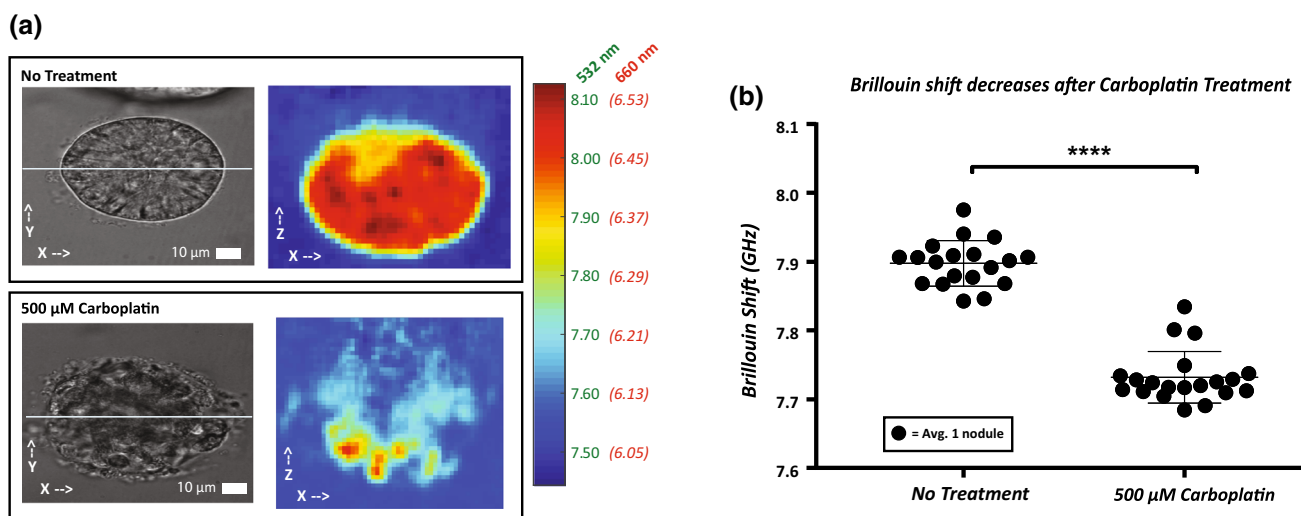 (a)
No Treatment
Y -->
X -->
10 µm
Z -->
X -->
500 µM Carboplatin
Y -->
X -->
10 µm
Z -->
X -->
532 nm 660 nm
8.10 (6.53)
8.00 (6.45)
7.90 (6.37)
7.80 (6.29)
7.70 (6.21)
7.60 (6.13)
7.50 (6.05)
(b)
Brillouin shift decreases after Carboplatin Treatment
Brillouin Shift (GHz)
8.1
8.0
7.9
7.8
7.7
7.6
****
= Avg. 1 nodule
No Treatment
500 µM Carboplatin